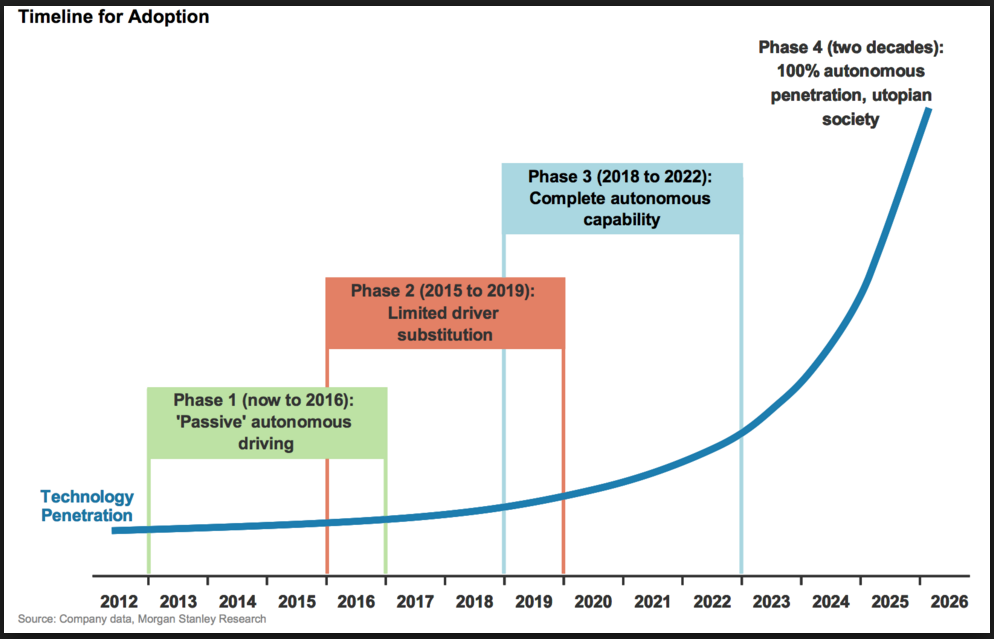 Timeline for Adoption
Phase 4 (two decades):
100% autonomous
penetration, utopian
society
Phase 3 (2018 to 2022):
Complete autonomous
capability
Phase 2 (2015 to 2019):
Limited driver
substitution
Phase 1 (now to 2016):
'Passive' autonomous
driving
Technology
Penetration
2012 2013 2014 2015 2016 2017 2018 2019 2020 2021 2022 2023 2024 2025 2026
Source: Company data, Morgan Stanley Research